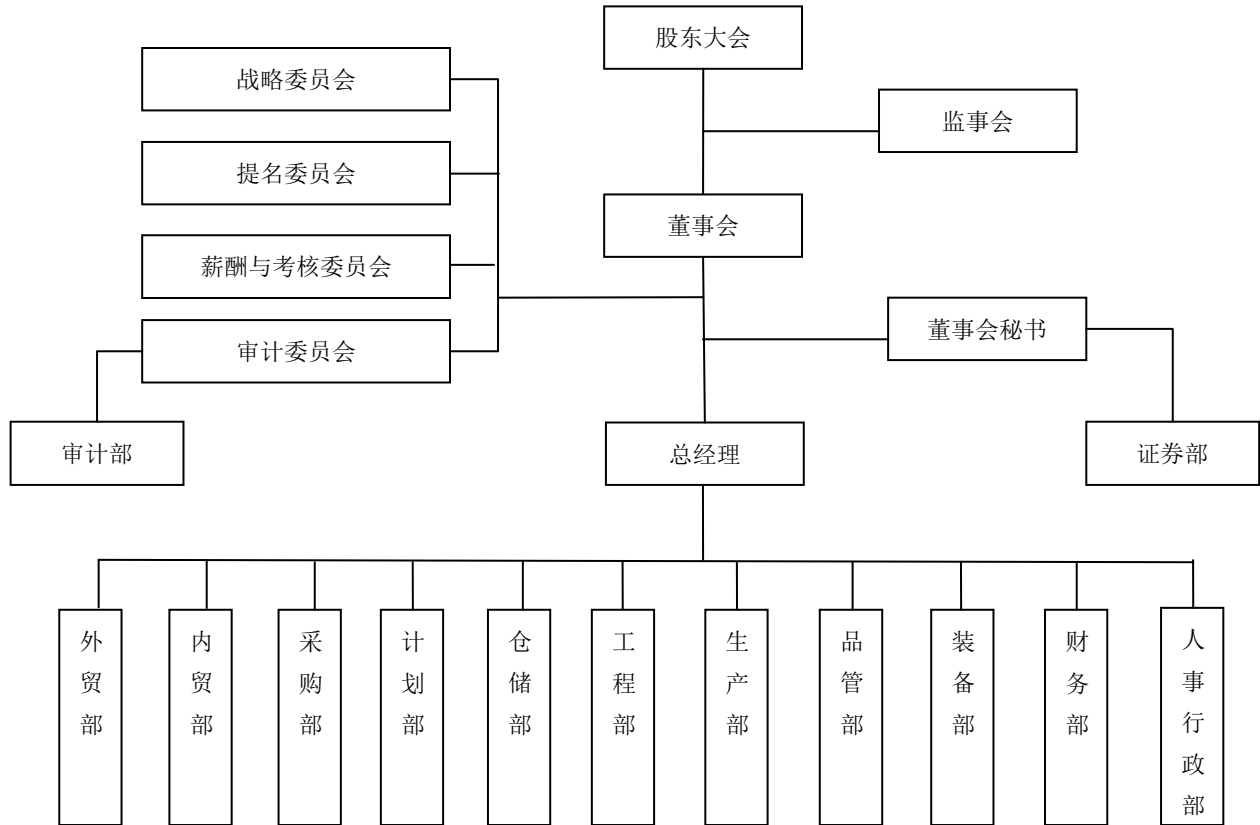 股东大会
战略委员会
监事会
提名委员会
董事会
薪酬与考核委员会
董事会秘书
审计委员会
审计部
总经理
证券部
外贸部
内贸部
采购部
计划部
仓储部
工程部
生产部
品管部
装备部
财务部
人事行政部